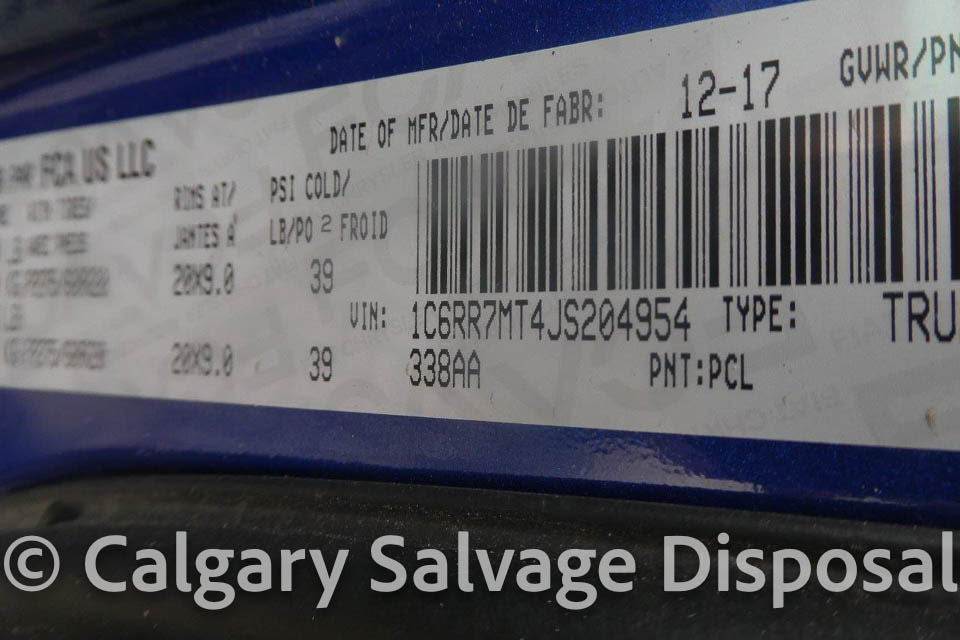 DATE OF MFR/DATE DE FABR: 12-17 GVWR/PN
FCA US LLC
RIMS AT/ PSI COLD/
JANTES A LB/PO 2 FROID
20X9.0 39
VIN: 1C6RR7MT4JS204954 TYPE: TRU
20X9.0 39 338AA PNT:PCL
© Calgary Salvage Disposal